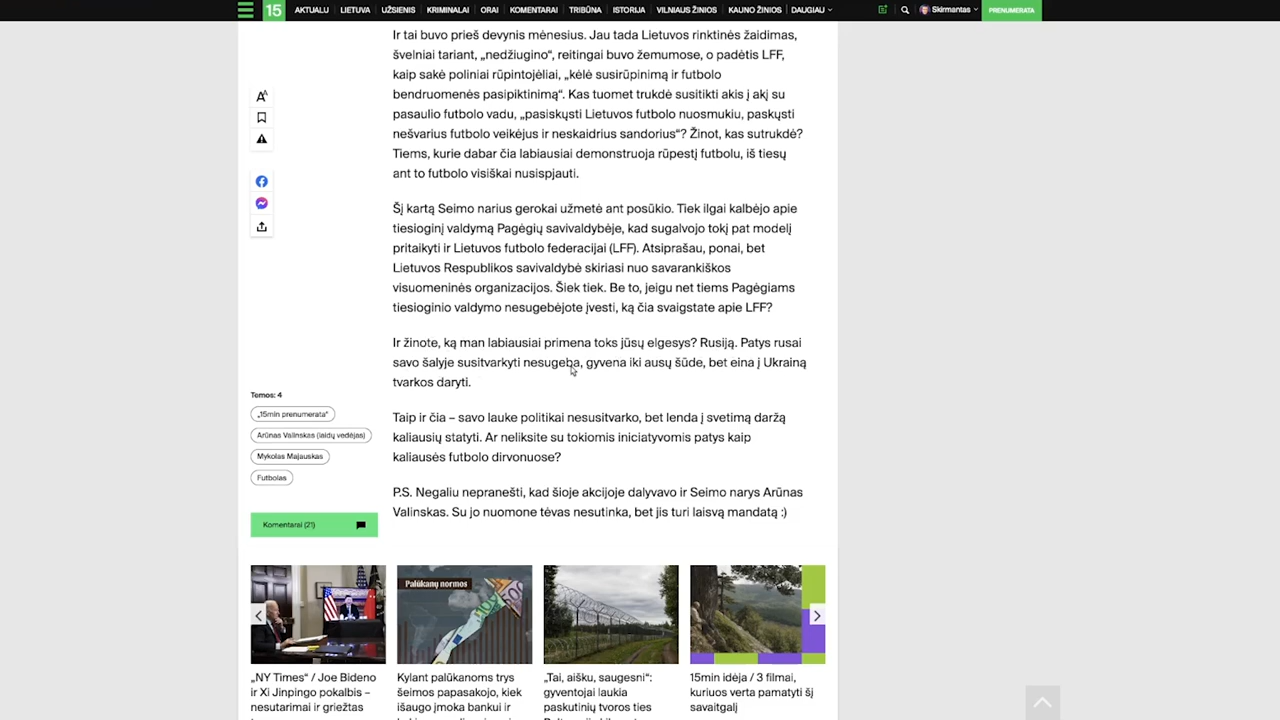 15
AKTUALU
LIETUVA
UŽSIENIS
KRIMINALAI
ORAI
KOMENTARAI
TRIBŪNA
ISTORIJA
VILNIAUS ŽINIOS
KAUNO ŽINIOS
DAUGIAU
Skirmantas
PRENUMERATA
Ir tai buvo prieš devynis mėnesius. Jau tada Lietuvos rinktinės žaidimas,
švelniai tariant, „nedžiugino“, reitingai buvo žemumose, o padėtis LFF,
kaip sakė poliniai rūpintojėliai, „kėlė susirūpinimą ir futbolo
bendruomenės pasipiktinimą“. Kas tuomet trukdė susitikti akis į akį su
pasaulio futbolo vadu, „pasiskųsti Lietuvos futbolo nuosmukiu, paskųsti
nešvarius futbolo veikėjus ir neskaidrius sandorius“? Žinot, kas sutrukdė?
Tiems, kurie dabar čia labiausiai demonstruoja rūpestį futbolu, iš tiesų
ant to futbolo visiškai nusispjauti.
Šį kartą Seimo narius gerokai užmetė ant posūkio. Tiek ilgai kalbėjo apie
tiesioginį valdymą Pagėgių savivaldybėje, kad sugalvojo tokį pat modelį
pritaikyti ir Lietuvos futbolo federacijai (LFF). Atsiprašau, ponai, bet
Lietuvos Respublikos savivaldybė skiriasi nuo savarankiškos
visuomeninės organizacijos. Šiek tiek. Be to, jeigu net tiems Pagėgiams
tiesioginio valdymo nesugebėjote įvesti, ką čia svaigstate apie LFF?
Ir žinote, ką man labiausiai primena toks jūsų elgesys? Rusiją. Patys rusai
savo šalyje susitvarkyti nesugeba, gyvena iki ausų šūde, bet eina į Ukrainą
tvarkos daryti.
Taip ir čia – savo lauke politikai nesusitvarko, bet lenda į svetimą daržą
kaliausių statyti. Ar neliksite su tokiomis iniciatyvomis patys kaip
kaliausės futbolo dirvonuose?
P.S. Negaliu nepranešti, kad šioje akcijoje dalyvavo ir Seimo narys Arūnas
Valinskas. Su jo nuomone tėvas nesutinka, bet jis turi laisvą mandatą :)
Temos: 4
„15min prenumerata“
Arūnas Valinskas (laidų vedėjas)
Mykolas Majauskas
Futbolas
Komentarai (21)
Palūkanų normos
„NY Times“ / Joe Bideno
ir Xi Jinpingo pokalbis –
nesutarimai ir griežtas
Kylant palūkanoms trys
šeimos papasakojo, kiek
išaugo įmoka bankui ir
„Tai, aišku, saugesni“:
gyventojai laukia
paskutinių tvoros ties
15min idėja / 3 filmai,
kuriuos verta pamatyti šį
savaitgalį